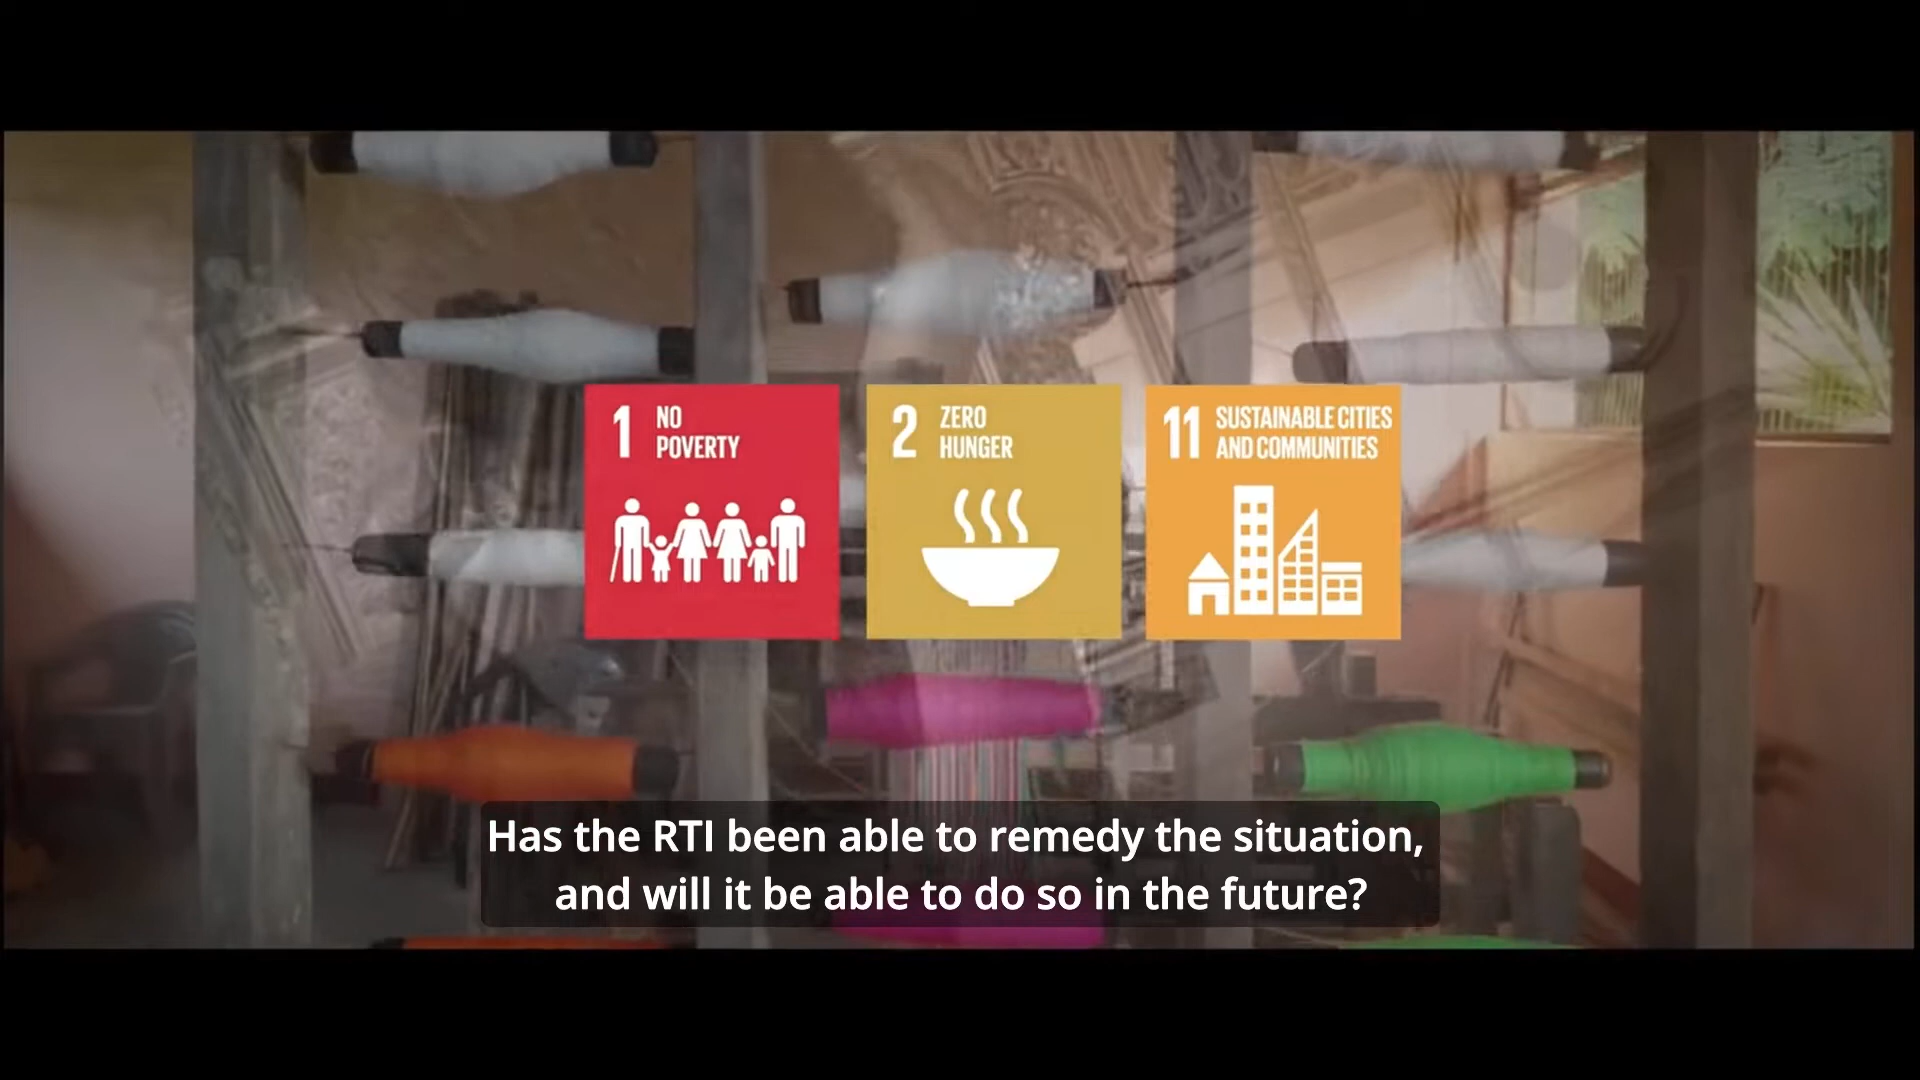 1 NO
POVERTY
2 ZERO
HUNGER
11 SUSTAINABLE CITIES
AND COMMUNITIES
Has the RTI been able to remedy the situation,
and will it be able to do so in the future?